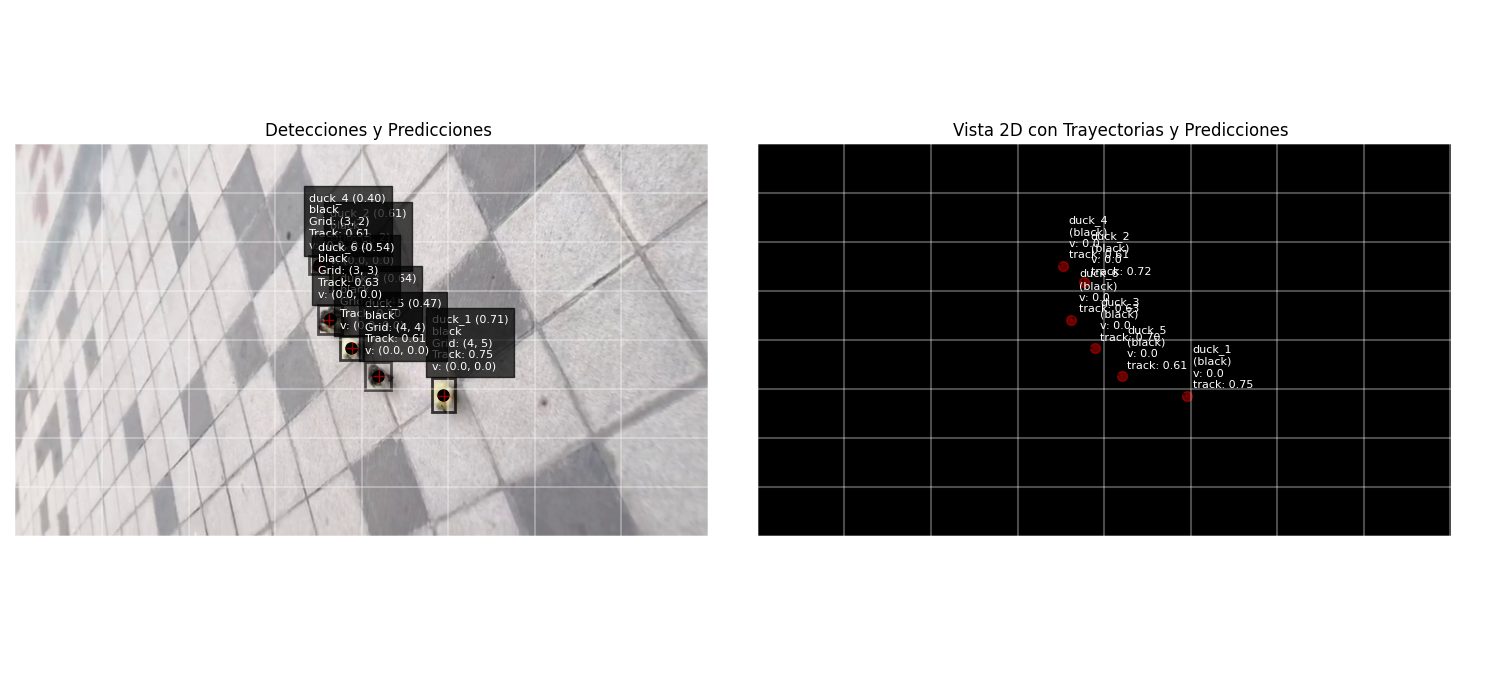 Detecciones y Predicciones
duck_4 (0.40)
black
Grid: (3, 2)
Track: 0.61
duck_2 (0.61)
0.0, 0.0)
duck_6 (0.54)
black
Grid: (3, 3)
Track: 0.63
v: (0.0, 0.0)
duck_5 (0.47)
black
Grid: (4, 4)
Track: 0.61
v: (0.0, 0.0)
duck_1 (0.71)
black
Grid: (4, 5)
Track: 0.75
v: (0.0, 0.0)
Vista 2D con Trayectorias y Predicciones
duck_4
(black)
v: 0.0
track: 0.61
duck_2
(black)
v: 0.0
track: 0.72
duck_6
(black)
v: 0.0
track: 0.63
duck_3
(black)
v: 0.0
track: 0.70
duck_5
(black)
v: 0.0
track: 0.61
duck_1
(black)
v: 0.0
track: 0.75